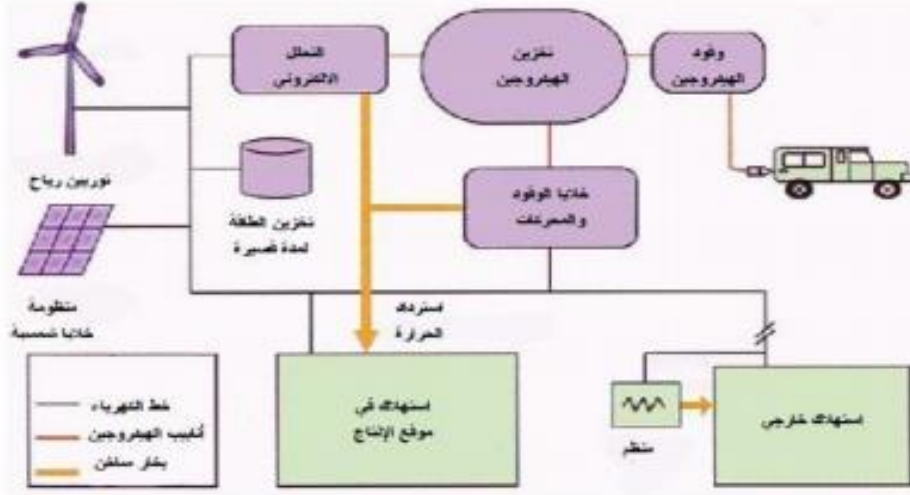 التحلل
الالكتروني
تخزين
الهيدروجين
وقود
الهيدروجين
توربين رياح
تخزين الطاقة
لمدة قصيرة
خلايا الوقود
والمحركات
منظومة
خلايا شمسية
استرداد
الحرارة
خط الكهرباء
أنابيب الهيدروجين
بخار ساخن
استهلاك في
موقع الإنتاج
منظم
استهلاك خارجي